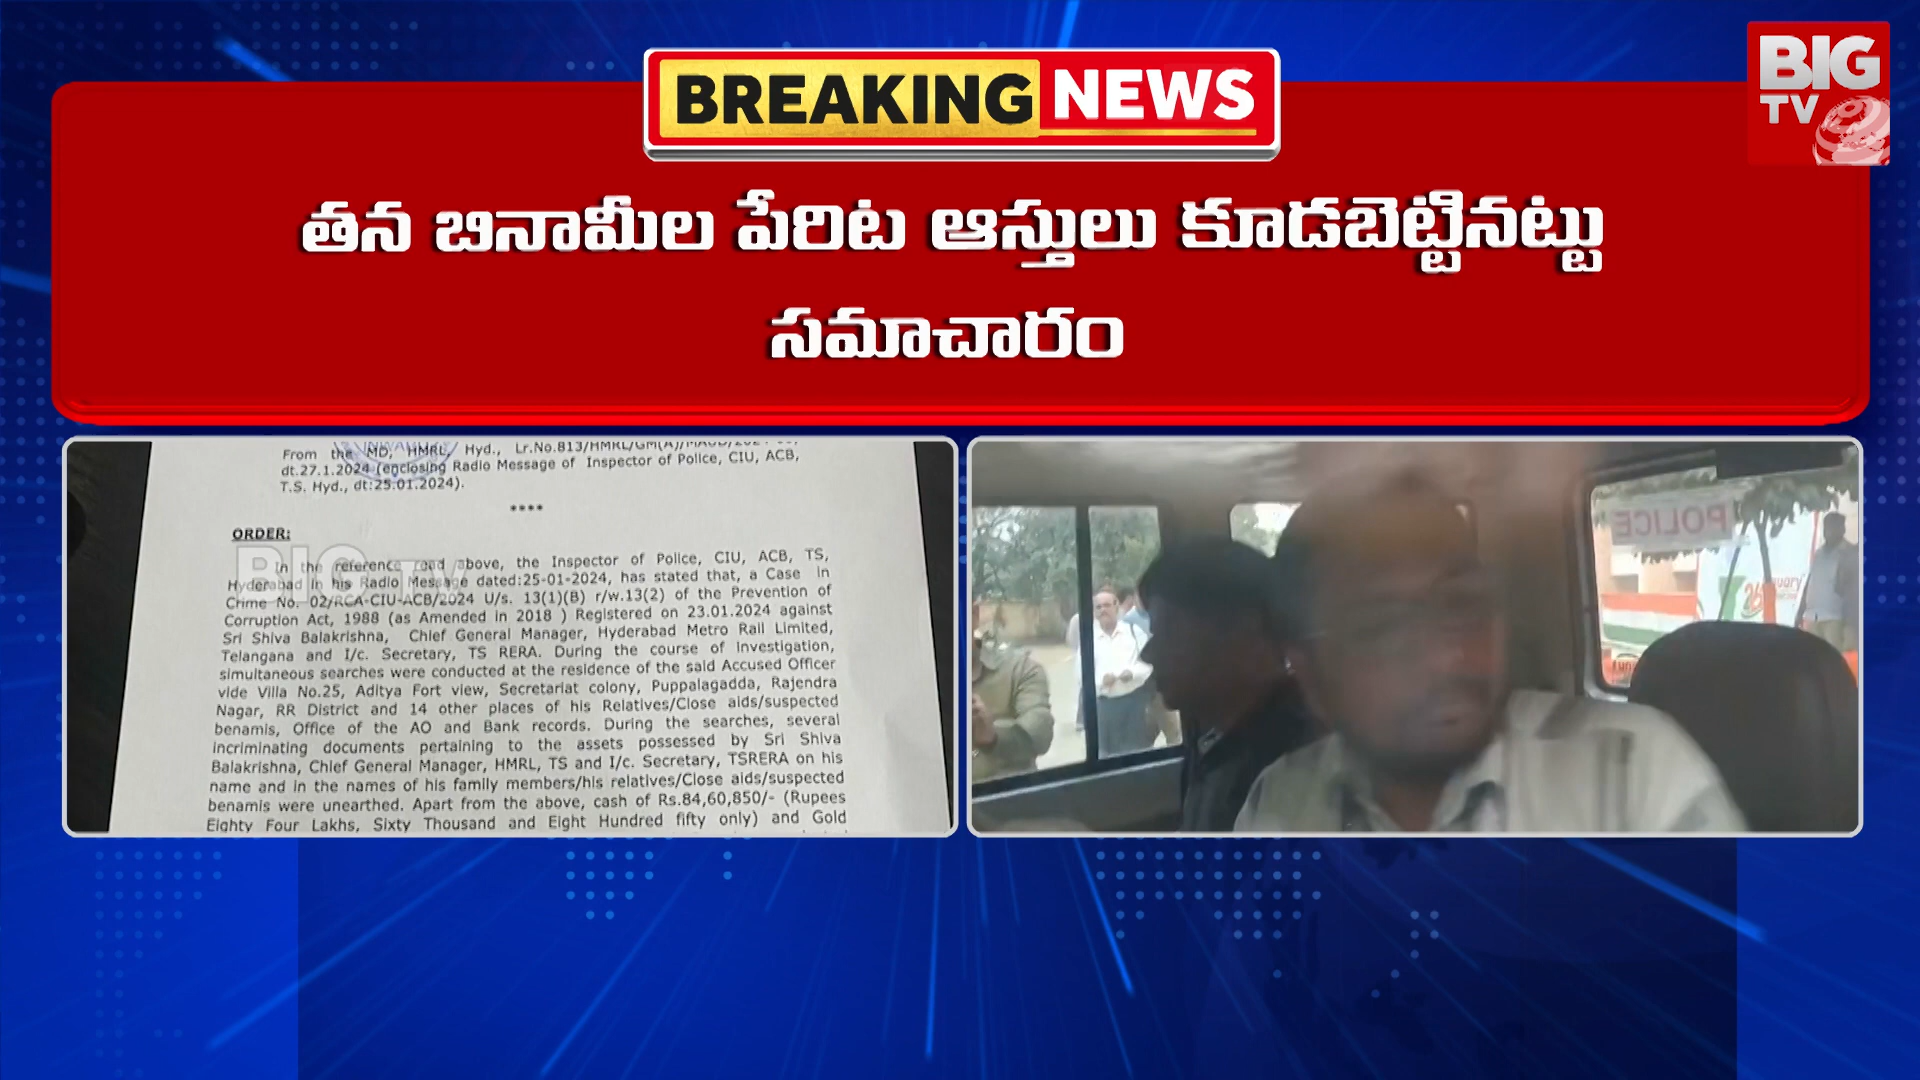 BREAKING NEWS
BIG
TV
తన బినామీల పేరిట ఆస్తులు కూడబెట్టినట్టు
సమాచారం
From the MD, HMRL, Hyd., Lr.No.813/HMRL/GM(A)/MAUD/
dt.27.1.2024 (enclosing Radio Message of Inspector of Police, CIU, ACB,
T.S. Hyd., dt:25.01.2024).
****
ORDER:
BIG TV
In the reference read above, the Inspector of Police, CIU, ACB, TS,
Hyderabad in his Radio Message dated:25-01-2024, has stated that, a Case in
Crime No. 02/RCA-CIU-ACB/2024 U/s. 13(1)(B) r/w.13(2) of the Prevention of
Corruption Act, 1988 (as Amended in 2018 ) Registered on 23.01.2024 against
Sri Shiva Balakrishna, Chief General Manager, Hyderabad Metro Rail Limited,
Telangana and I/c. Secretary, TS RERA. During the course of investigation,
simultaneous searches were conducted at the residence of the said Accused Officer
vide Villa No.25, Aditya Fort view, Secretariat colony, Puppalagadda, Rajendra
Nagar, RR District and 14 other places of his Relatives/Close aids/suspected
benamis, Office of the AO and Bank records. During the searches, several
incriminating documents pertaining to the assets possessed by Sri Shiva
Balakrishna, Chief General Manager, HMRL, TS and I/c. Secretary, TSRERA on his
name and in the names of his family members/his relatives/Close aids/suspected
benamis were unearthed. Apart from the above, cash of Rs.84,60,850/- (Rupees
Eighty Four Lakhs, Sixty Thousand and Eight Hundred fifty only) and Gold
POLICE
26